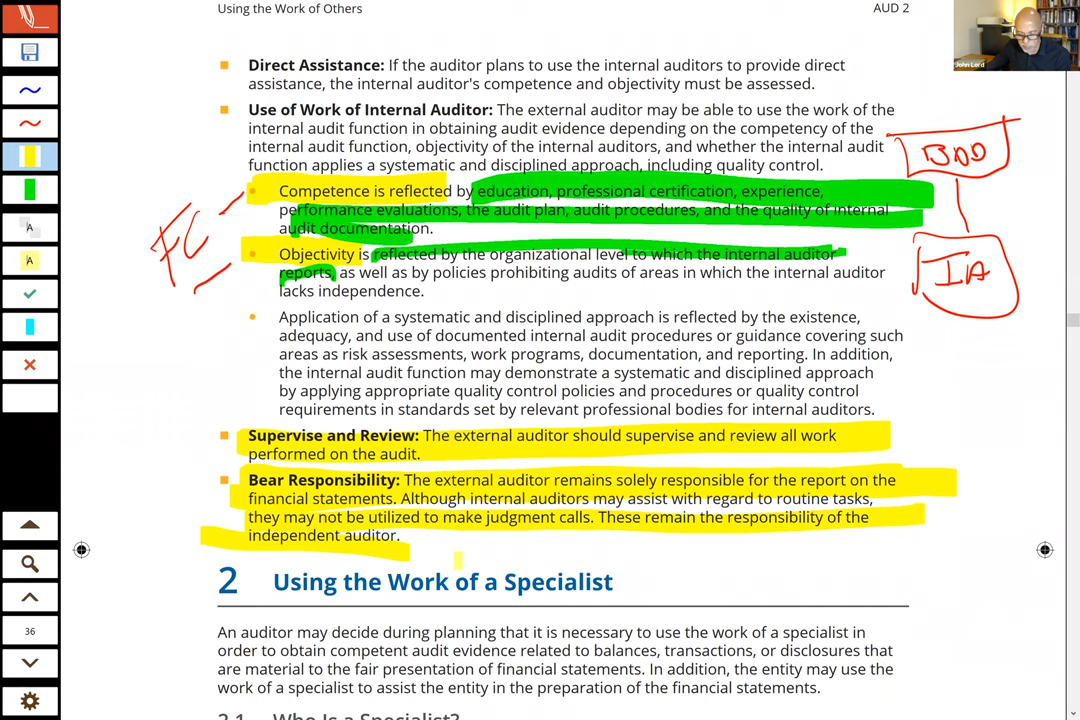 Using the Work of Others
AUD 2
John Lord
Direct Assistance: If the auditor plans to use the internal auditors to provide direct
assistance, the internal auditor's competence and objectivity must be assessed.
Use of Work of Internal Auditor: The external auditor may be able to use the work of the
internal audit function in obtaining audit evidence depending on the competency of the
internal audit function, objectivity of the internal auditors, and whether the internal audit
function applies a systematic and disciplined approach, including quality control.
BOD
Competence is reflected by education, professional certification, experience,
performance evaluations, the audit plan, audit procedures, and the quality of internal
audit documentation.
Objectivity is reflected by the organizational level to which the internal auditor
reports, as well as by policies prohibiting audits of areas in which the internal auditor
lacks independence.
IA
Application of a systematic and disciplined approach is reflected by the existence,
adequacy, and use of documented internal audit procedures or guidance covering such
areas as risk assessments, work programs, documentation, and reporting. In addition,
the internal audit function may demonstrate a systematic and disciplined approach
by applying appropriate quality control policies and procedures or quality control
requirements in standards set by relevant professional bodies for internal auditors.
Supervise and Review: The external auditor should supervise and review all work
performed on the audit.
Bear Responsibility: The external auditor remains solely responsible for the report on the
financial statements. Although internal auditors may assist with regard to routine tasks,
they may not be utilized to make judgment calls. These remain the responsibility of the
independent auditor.
A
A
36
2 Using the Work of a Specialist
An auditor may decide during planning that it is necessary to use the work of a specialist in
order to obtain competent audit evidence related to balances, transactions, or disclosures that
are material to the fair presentation of financial statements. In addition, the entity may use the
work of a specialist to assist the entity in the preparation of the financial statements.
2.1 Who Is a Specialist?